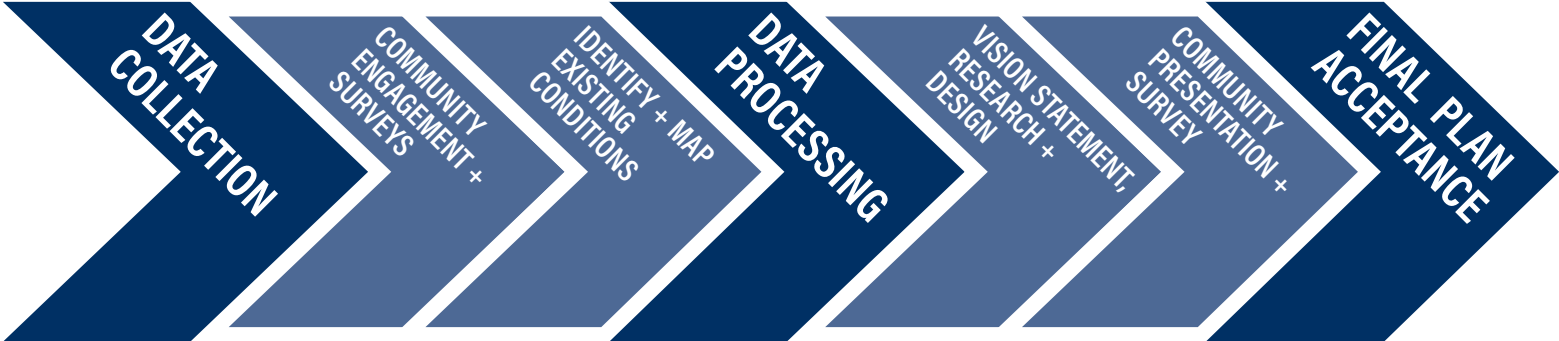 DATA
COLLECTION
COMMUNITY
ENGAGEMENT +
SURVEYS
IDENTIFY + MAP
EXISTING
CONDITIONS
DATA
PROCESSING
VISION STATEMENT,
RESEARCH +
DESIGN
COMMUNITY
PRESENTATION +
SURVEY
FINAL PLAN
ACCEPTANCE